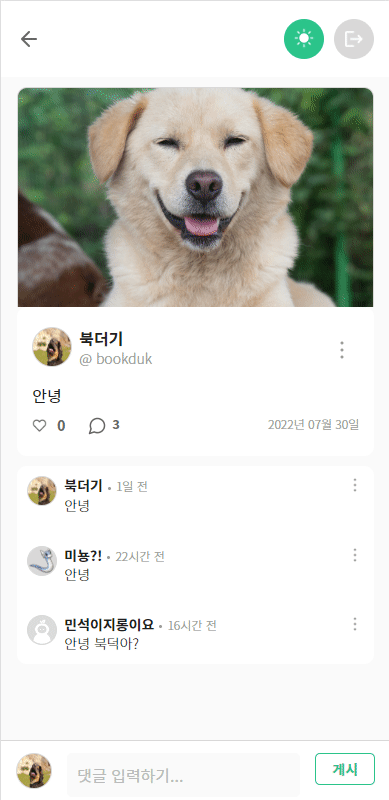 북더기
@ bookduk
안녕
0 3 2022년 07월 30일
북더기 • 1일 전
안녕
미뇽?! • 22시간 전
안녕
민석이지롱이요 • 16시간 전
안녕 북덕아?
댓글 입력하기... 게시